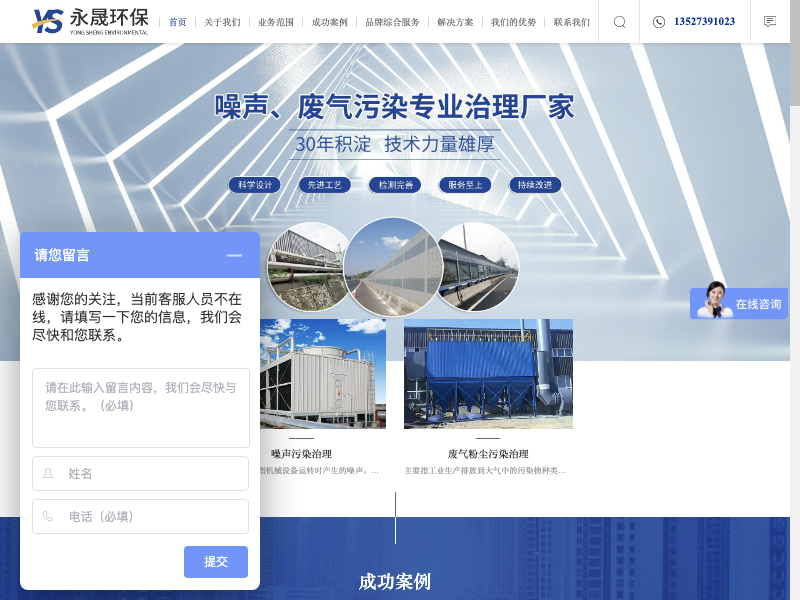 YS 永晟环保
YONG SHENG ENVIRONMENTAL
首页 关于我们 业务范围 成功案例 品牌综合服务 解决方案 我们的优势 联系我们
13527391023
噪声、废气污染专业治理厂家
30年积淀 技术力量雄厚
科学设计 先进工艺 检测完善 服务至上 持续改进
请您留言
感谢您的关注，当前客服人员不在
线，请填写一下您的信息，我们会
尽快和您联系。
请在此输入留言内容，我们会尽快与
您联系。（必填）
姓名
电话（必填）
提交
在线咨询
噪声污染治理
指机械设备运转时产生的噪声。...
废气粉尘污染治理
主要指工业生产排放到大气中的污染物种类...
成功案例